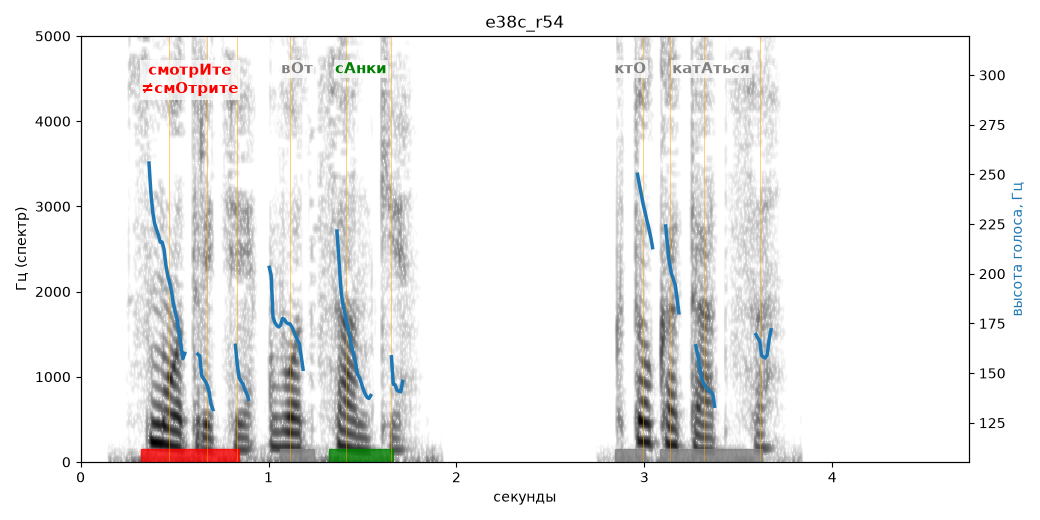 e38c_r54
5000
4000
3000
2000
1000
0
Гц (спектр)
смотрИте
≠смОтрите
вОт
сАнки
ктО
катАться
300
275
250
225
200
175
150
125
высота голоса, Гц
0
1
2
3
4
секунды